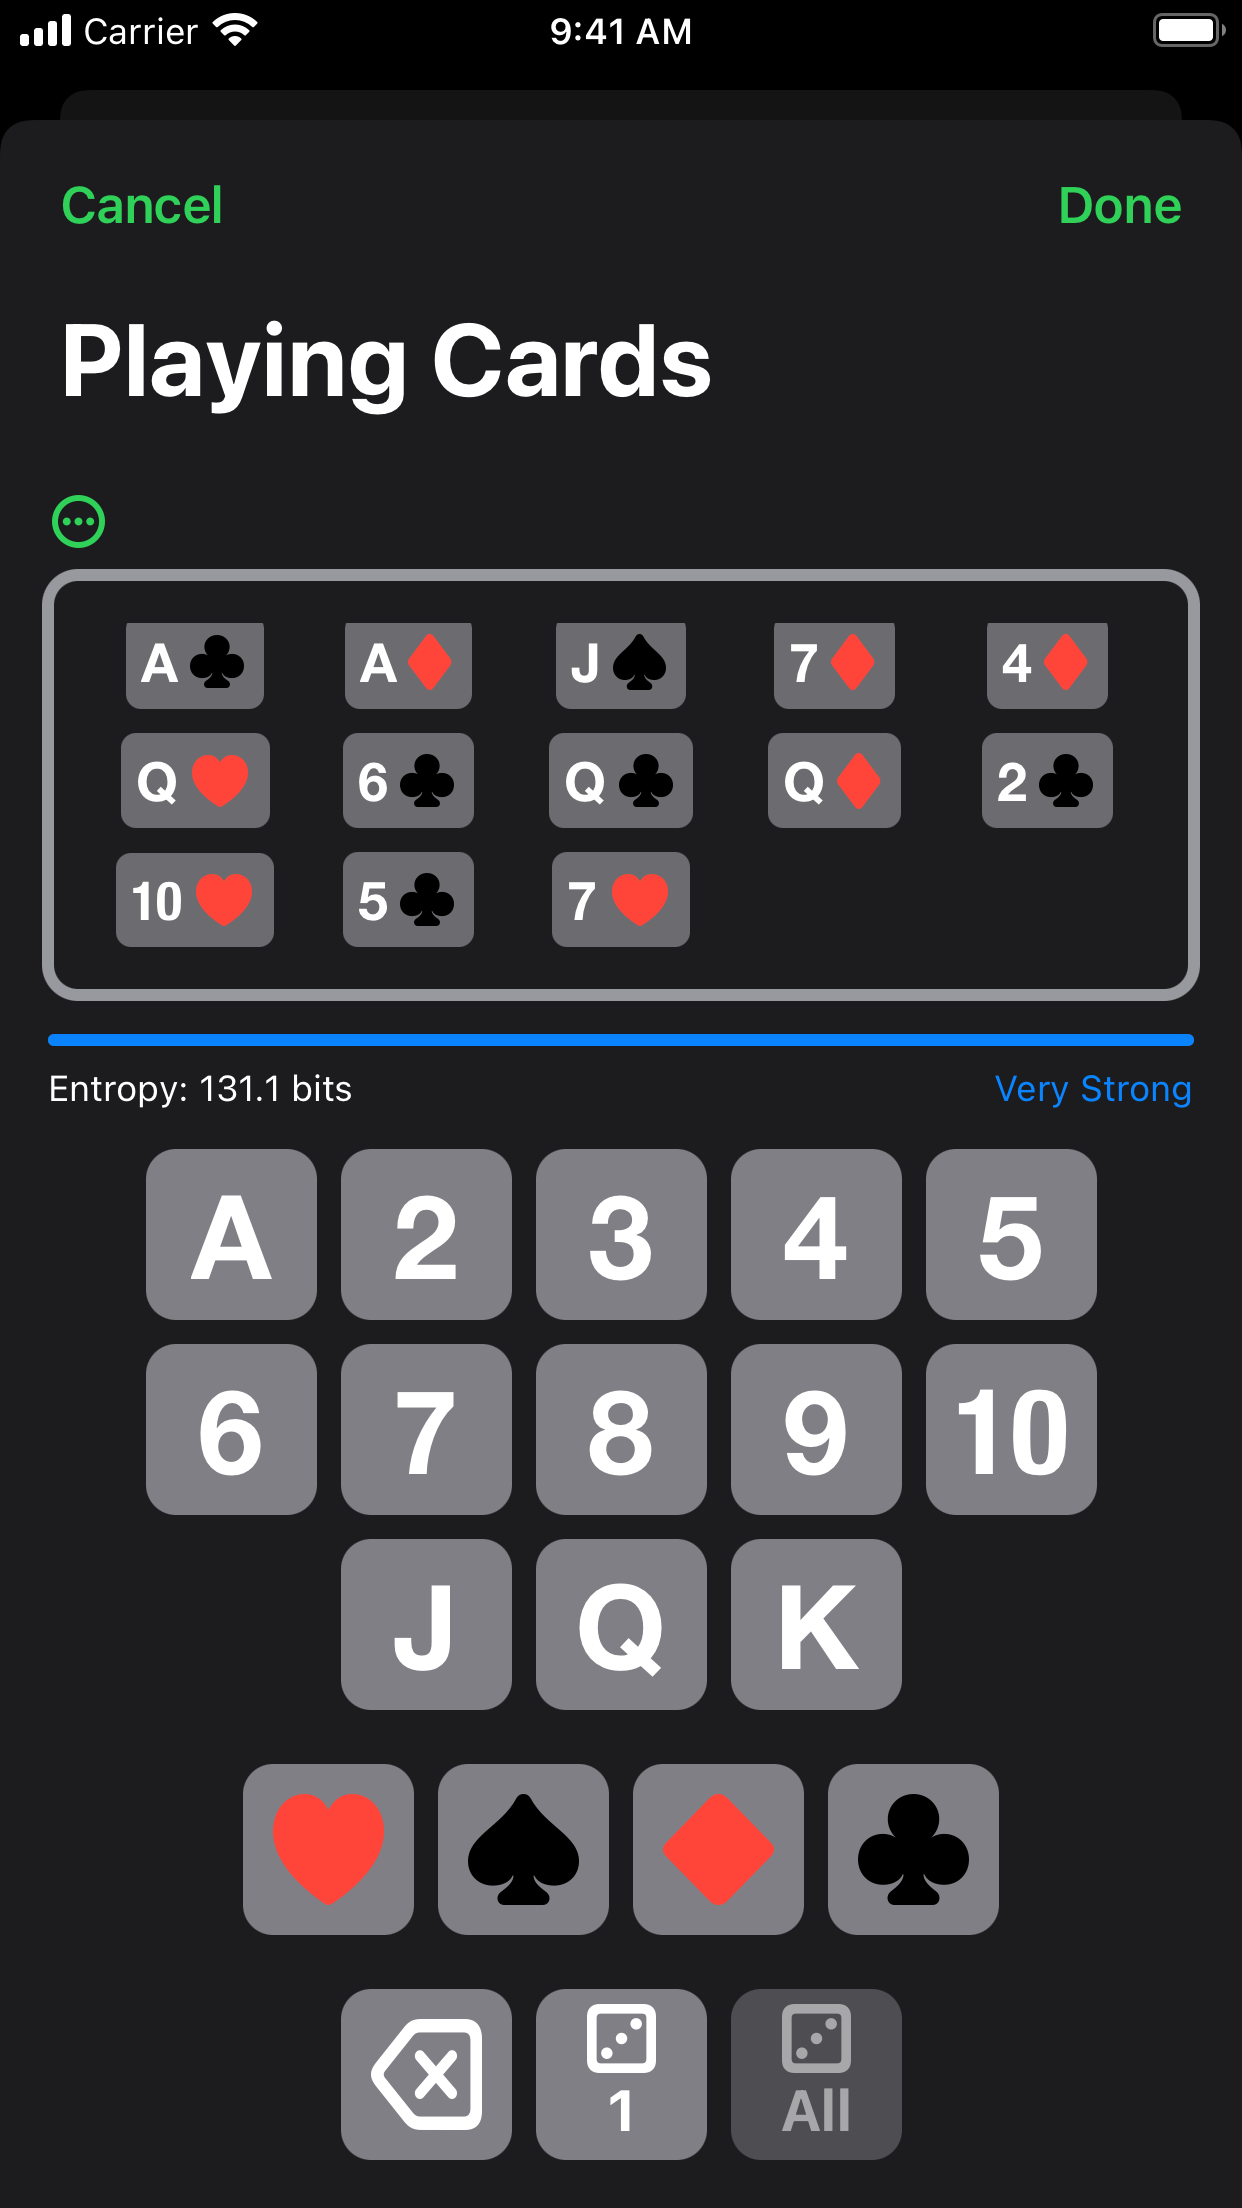 Carrier 9:41 AM
Cancel Done
Playing Cards
A A J 7 4
Q 6 Q Q 2
10 5 7
Entropy: 131.1 bits Very Strong
A 2 3 4 5
6 7 8 9 10
J Q K
1 All